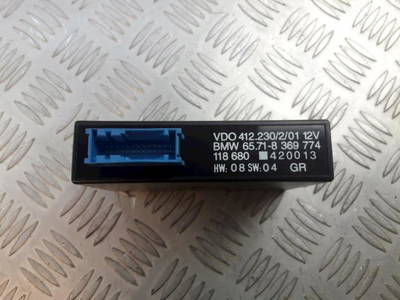 VDO 412.230/2/01 12V
BMW 65.71-8 369 774
118 680 420013
HW: 08 SW: 04 GR